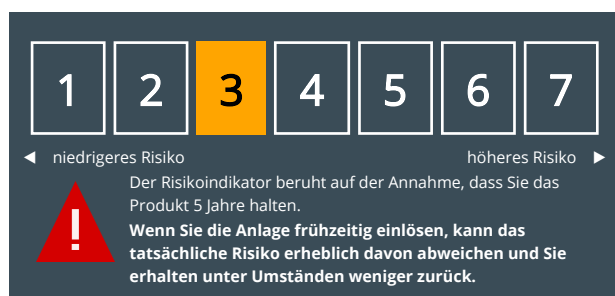 1 2 3 4 5 6 7
niedrigeres Risiko höheres Risiko
Der Risikoindikator beruht auf der Annahme, dass Sie das
Produkt 5 Jahre halten.
Wenn Sie die Anlage frühzeitig einlösen, kann das
tatsächliche Risiko erheblich davon abweichen und Sie
erhalten unter Umständen weniger zurück.